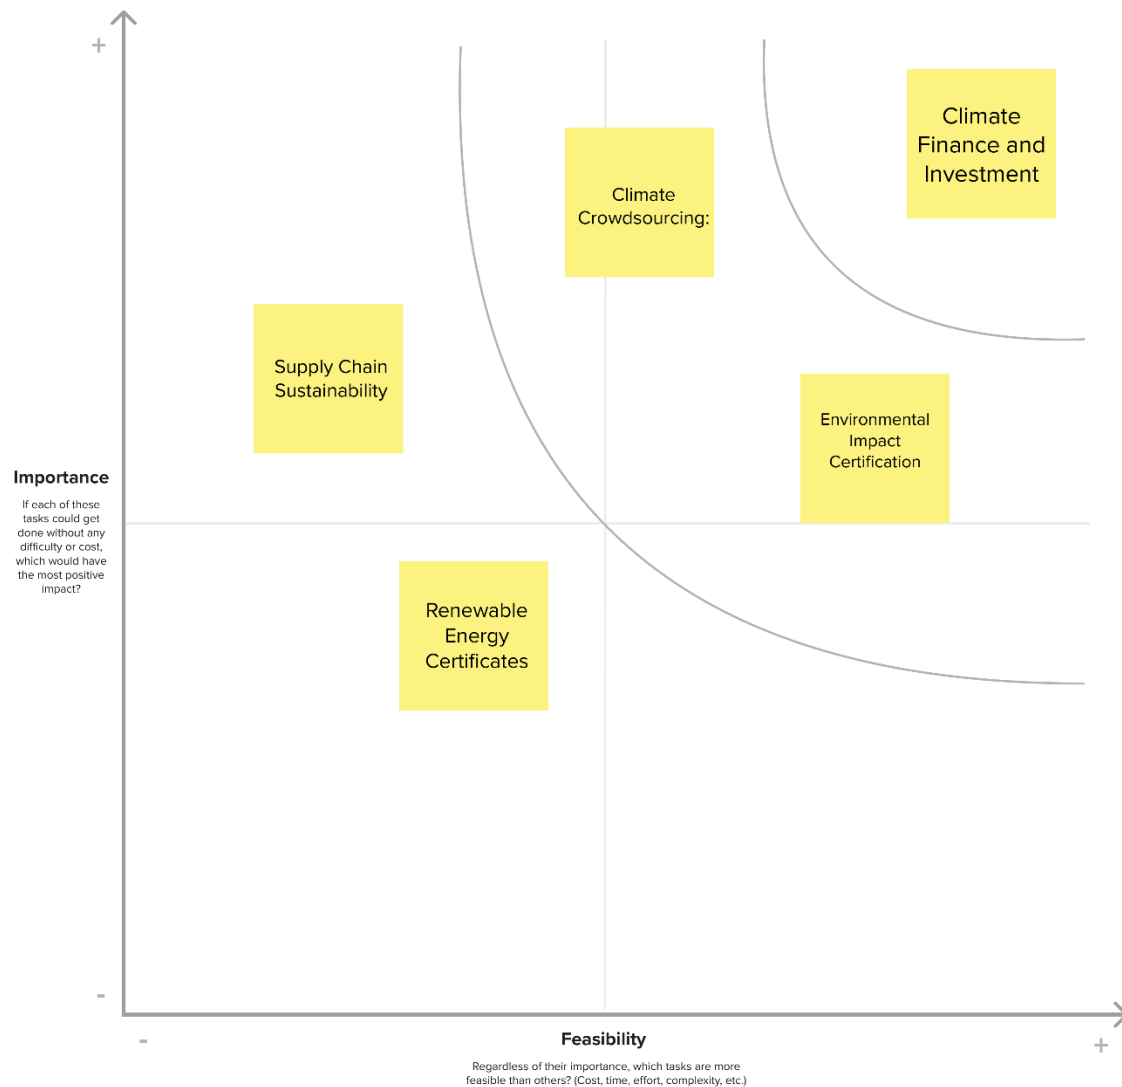 +
Climate
Finance and
Investment
Climate
Crowdsourcing:
Supply Chain
Sustainability
Environmental
Impact
Certification
Importance
If each of these
tasks could get
done without any
difficulty or cost,
which would have
the most positive
impact?
Renewable
Energy
Certificates
-
-
Feasibility
+
Regardless of their importance, which tasks are more
feasible than others? (Cost, time, effort, complexity, etc.)